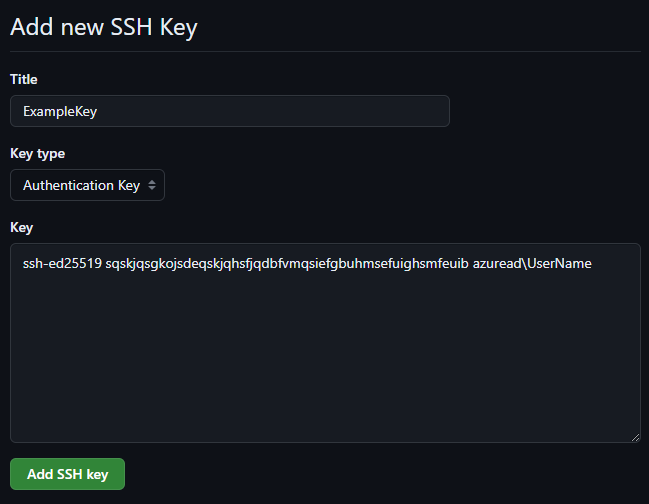 Add new SSH Key
Title
ExampleKey
Key type
Authentication Key
Key
ssh-ed25519 sqskjqsgkojsdeqskjqhsfjqdbfvmqsiefgbuhmsefuighsmfeuib azuread\UserName
Add SSH key